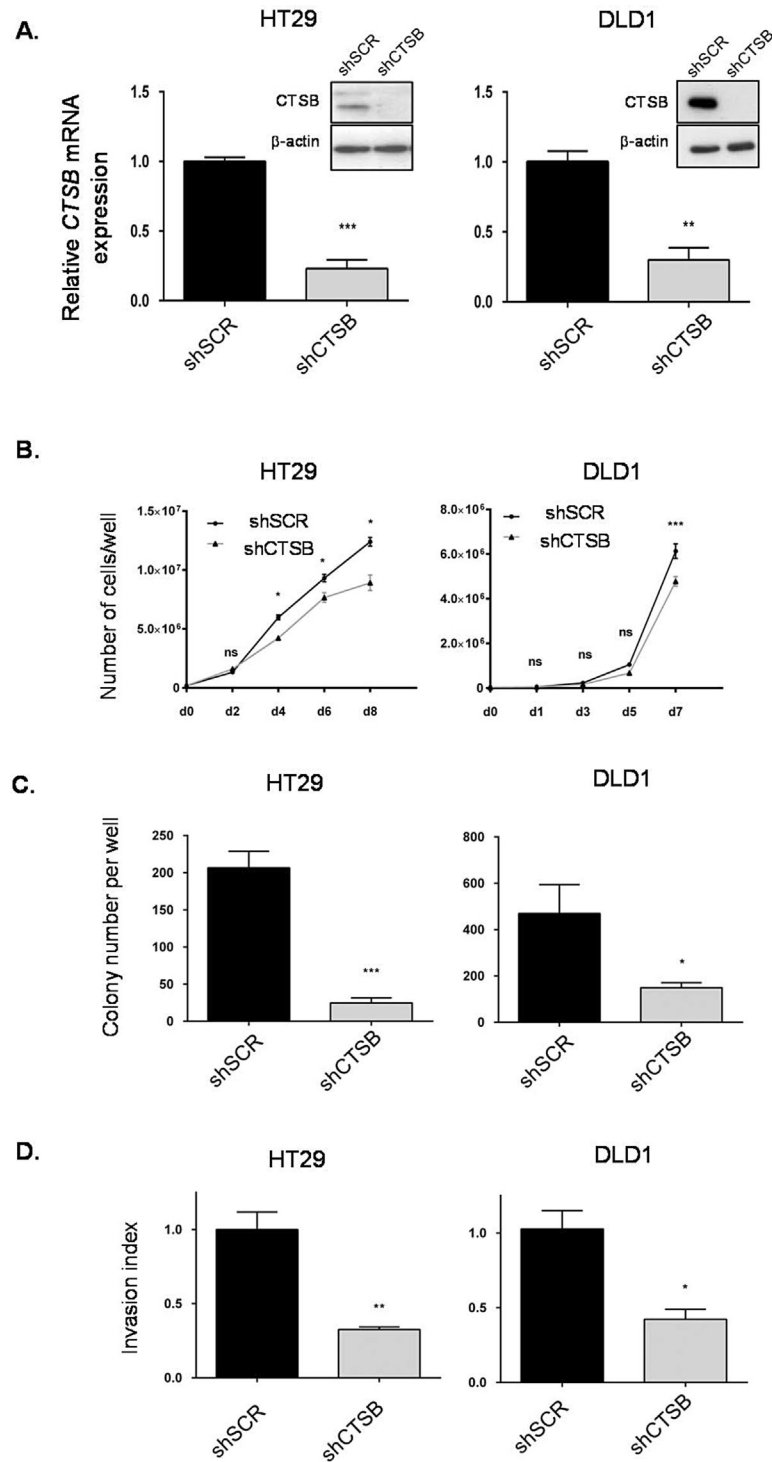 A.
HT29
DLD1
shSCR
shCTSB
CTSB
β-actin
shSCR
shCTSB
CTSB
β-actin
Relative CTSB mRNA
expression
1.5
1.0
0.5
0.0
***
shSCR
shCTSB
1.5
1.0
0.5
0.0
**
shSCR
shCTSB
B.
HT29
DLD1
Number of cells/well
1.5×10⁷
1.0×10⁷
5.0×10⁶
0
shSCR
shCTSB
ns
*
*
*
d0 d2 d4 d6 d8
8.0×10⁶
6.0×10⁶
4.0×10⁶
2.0×10⁶
0
shSCR
shCTSB
ns
ns
ns
***
d0 d1 d3 d5 d7
C.
HT29
DLD1
Colony number per well
250
200
150
100
50
0
***
shSCR
shCTSB
800
600
400
200
0
*
shSCR
shCTSB
D.
HT29
DLD1
Invasion index
1.0
0.5
0.0
**
shSCR
shCTSB
1.0
0.5
0.0
*
shSCR
shCTSB